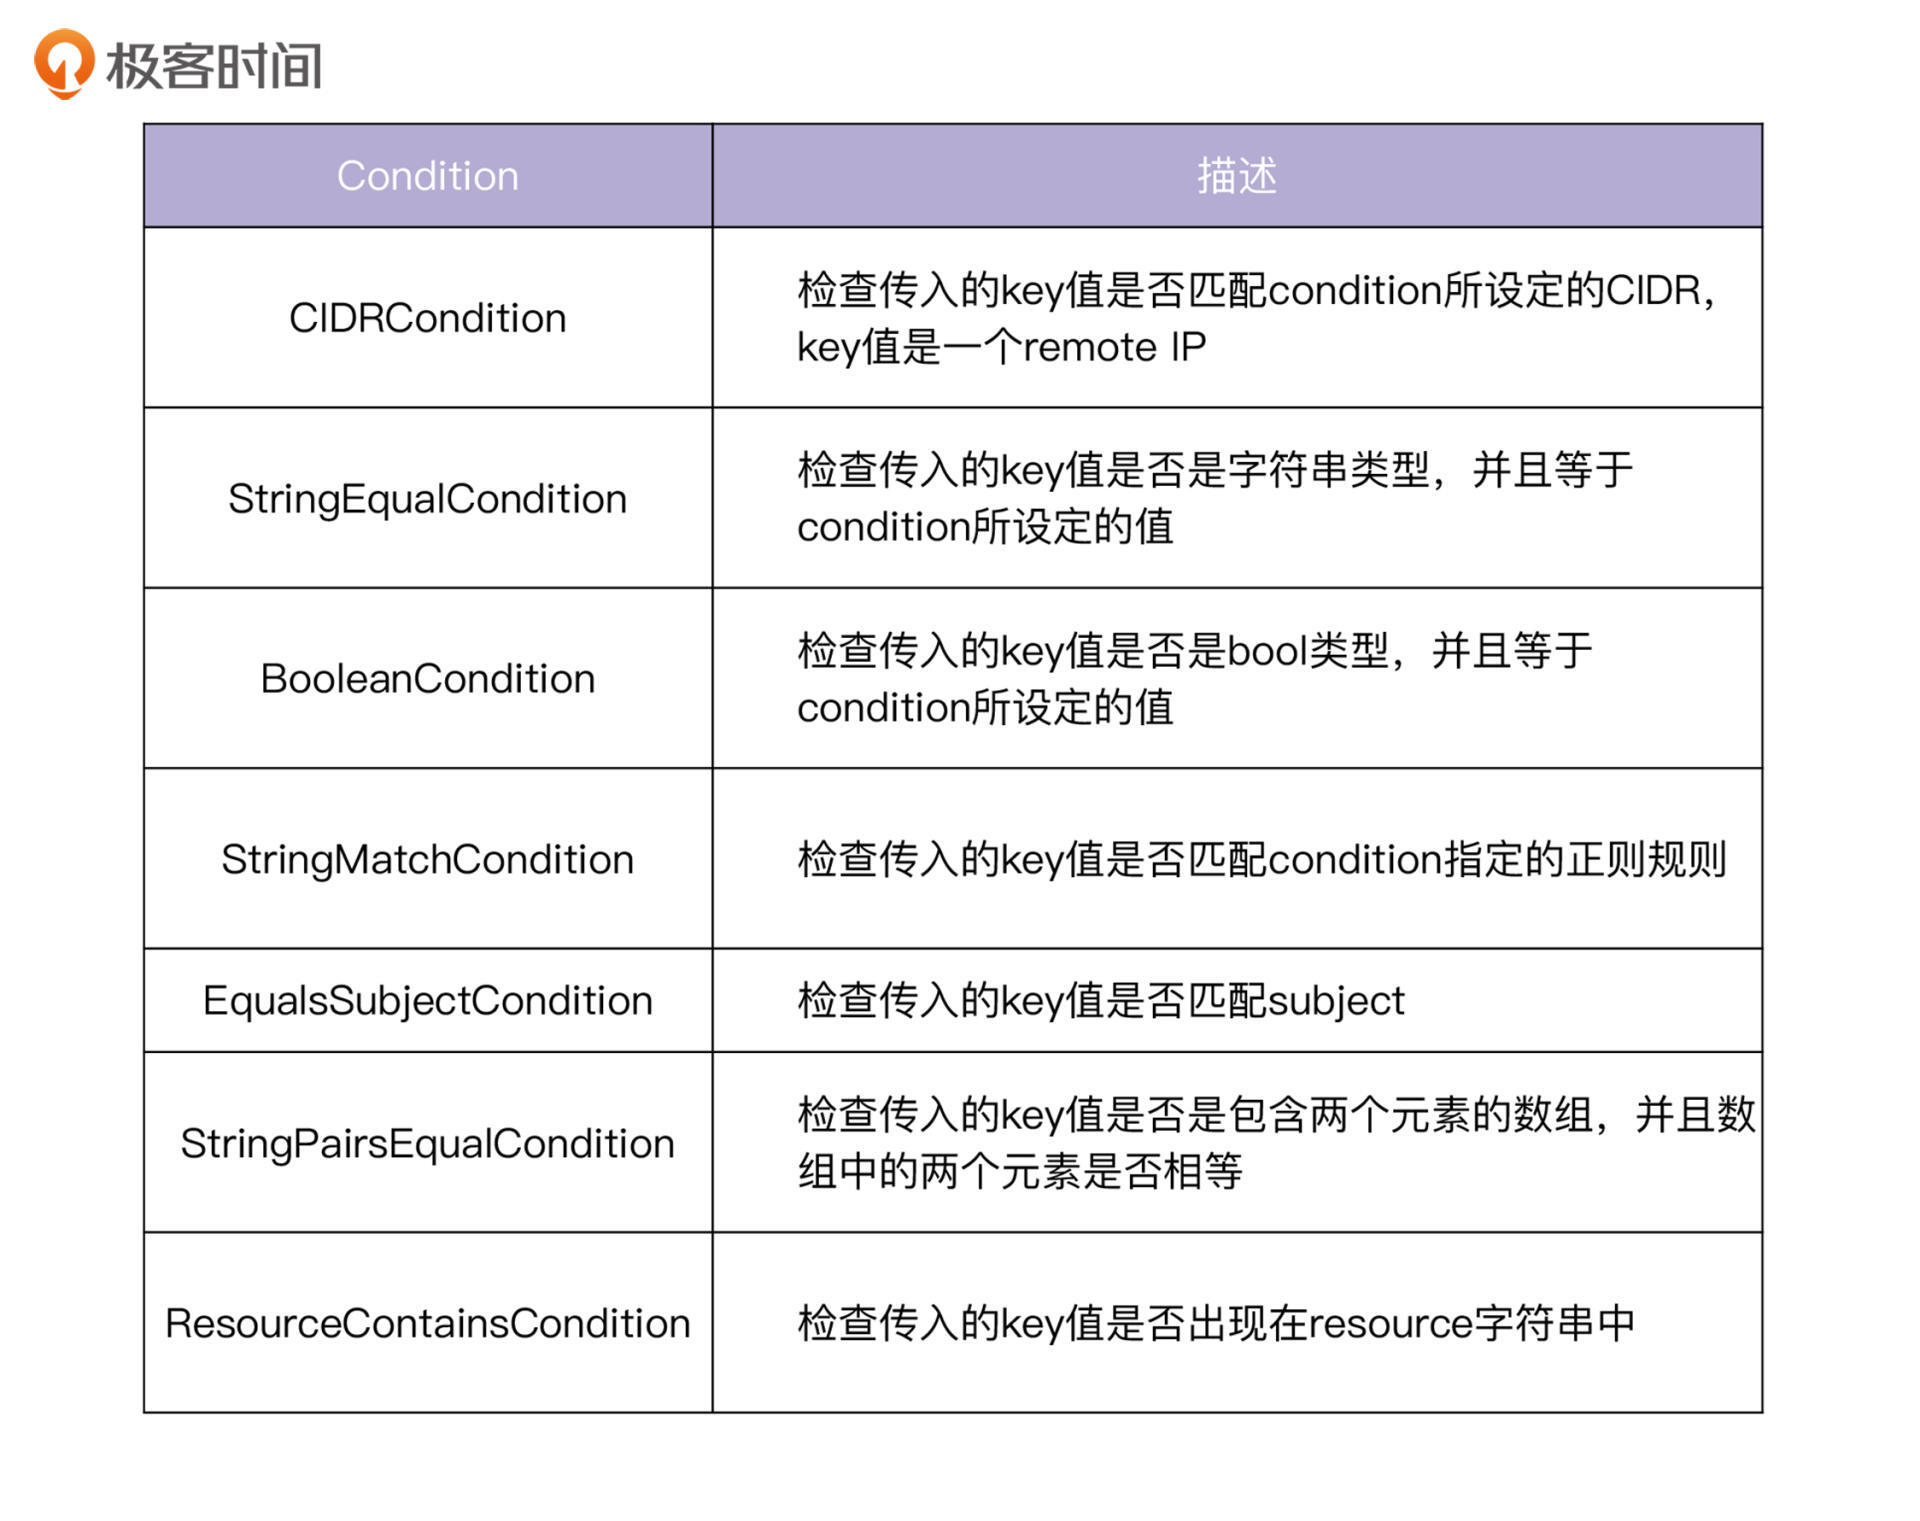 极客时间
Condition
描述
CIDRCondition
检查传入的key值是否匹配condition所设定的CIDR，
key值是一个remote IP
StringEqualCondition
检查传入的key值是否是字符串类型，并且等于
condition所设定的值
BooleanCondition
检查传入的key值是否是bool类型，并且等于
condition所设定的值
StringMatchCondition
检查传入的key值是否匹配condition指定的正则规则
EqualsSubjectCondition
检查传入的key值是否匹配subject
StringPairsEqualCondition
检查传入的key值是否是包含两个元素的数组，并且数
组中的两个元素是否相等
ResourceContainsCondition
检查传入的key值是否出现在resource字符串中